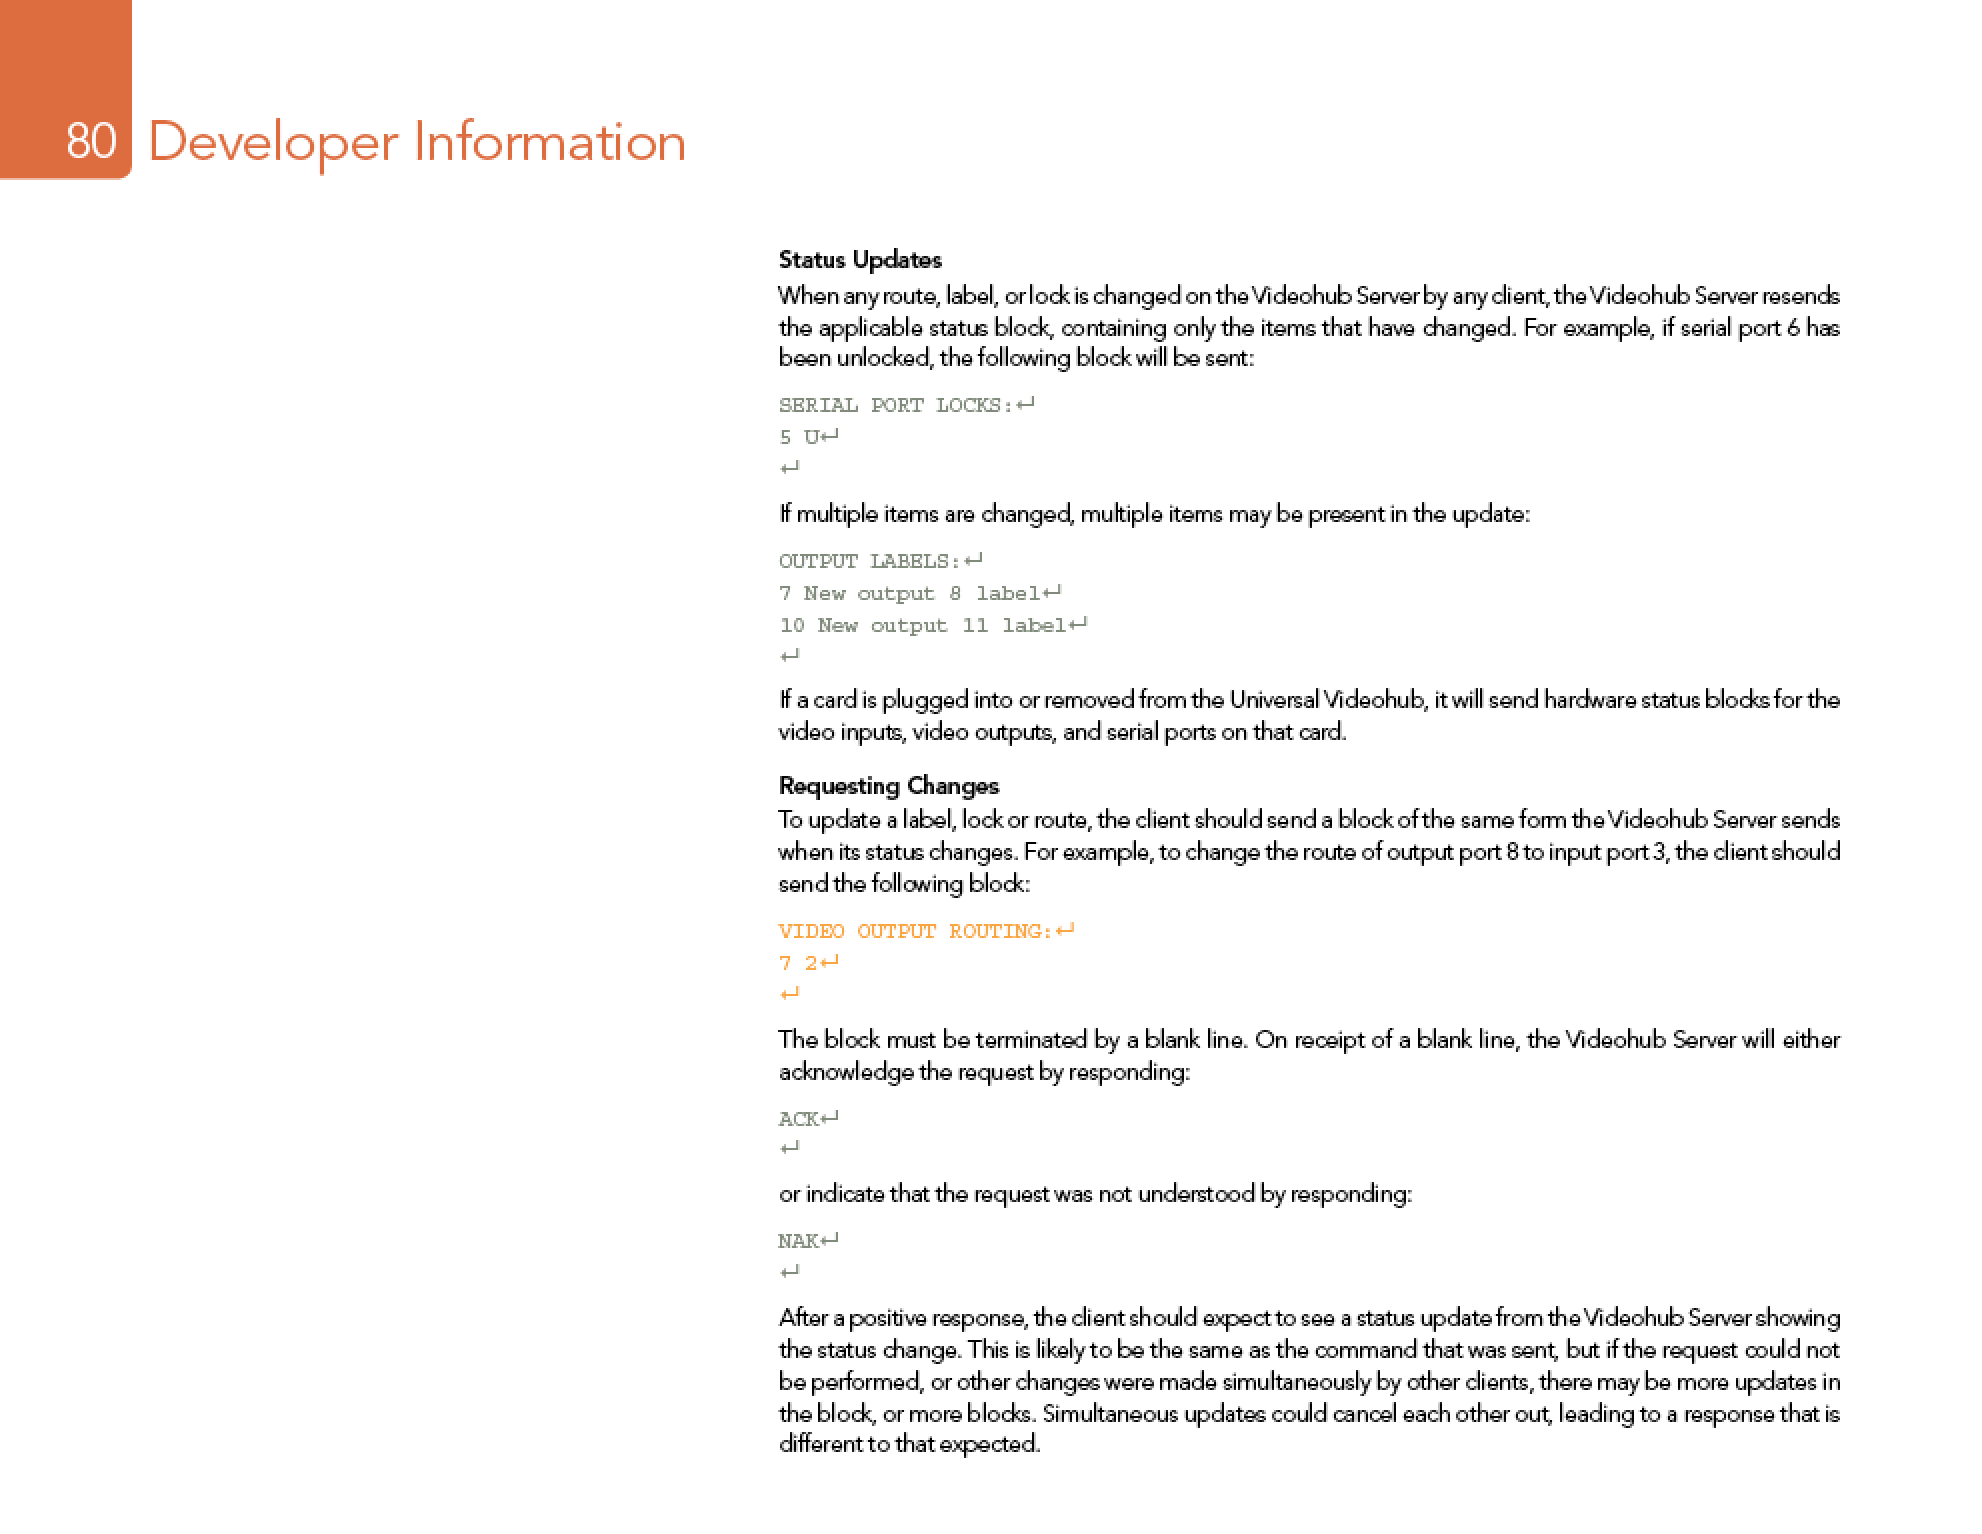 80 Developer Information
Status Updates
When any route, label, or lock is changed on the Videohub Server by any client, the Videohub Server resends
the applicable status block, containing only the items that have changed. For example, if serial port 6 has
been unlocked, the following block will be sent:
SERIAL PORT LOCKS:↵
5 U↵
↵
If multiple items are changed, multiple items may be present in the update:
OUTPUT LABELS:↵
7 New output 8 label↵
10 New output 11 label↵
↵
If a card is plugged into or removed from the Universal Videohub, it will send hardware status blocks for the
video inputs, video outputs, and serial ports on that card.
Requesting Changes
To update a label, lock or route, the client should send a block of the same form the Videohub Server sends
when its status changes. For example, to change the route of output port 8 to input port 3, the client should
send the following block:
VIDEO OUTPUT ROUTING:↵
7 2↵
↵
The block must be terminated by a blank line. On receipt of a blank line, the Videohub Server will either
acknowledge the request by responding:
ACK↵
↵
or indicate that the request was not understood by responding:
NAK↵
↵
After a positive response, the client should expect to see a status update from the Videohub Server showing
the status change. This is likely to be the same as the command that was sent, but if the request could not
be performed, or other changes were made simultaneously by other clients, there may be more updates in
the block, or more blocks. Simultaneous updates could cancel each other out, leading to a response that is
different to that expected.